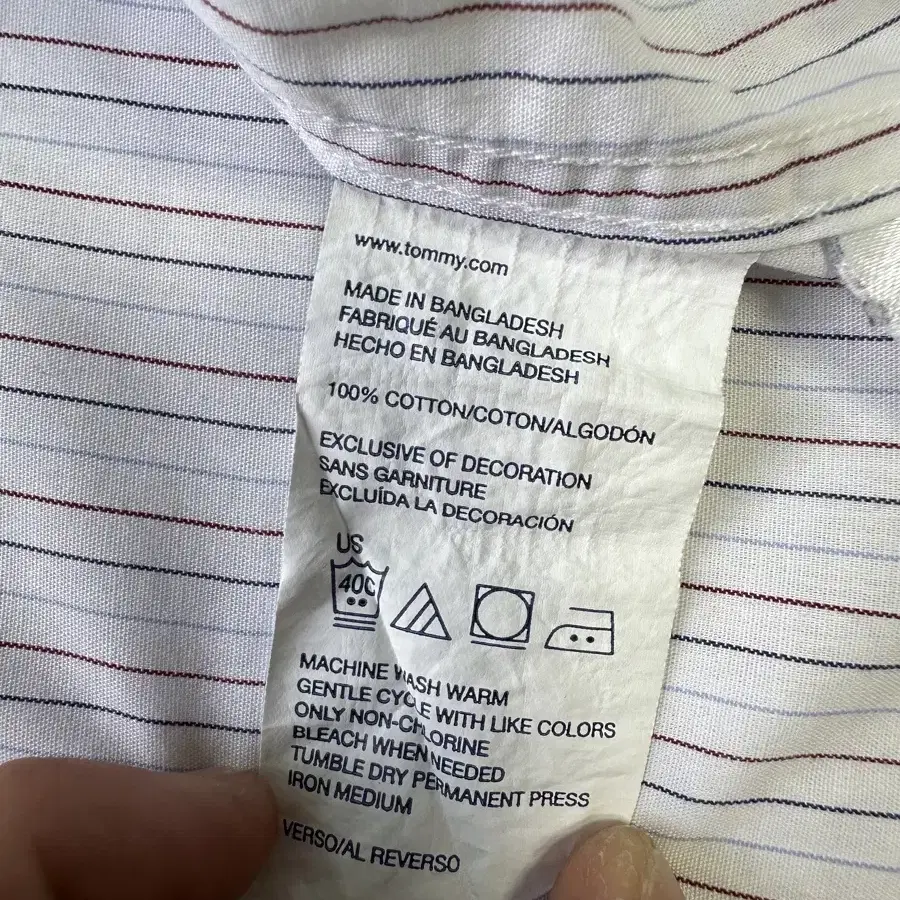 www.tommy.com
MADE IN BANGLADESH
FABRIQUÉ AU BANGLADESH
HECHO EN BANGLADESH
100% COTTON/COTON/ALGODÓN
EXCLUSIVE OF DECORATION
SANS GARNITURE
EXCLUÍDA LA DECORACIÓN
US
40C
MACHINE WASH WARM
GENTLE CYCLE WITH LIKE COLORS
ONLY NON-CHLORINE
BLEACH WHEN NEEDED
TUMBLE DRY PERMANENT PRESS
IRON MEDIUM
VERSO/AL REVERSO